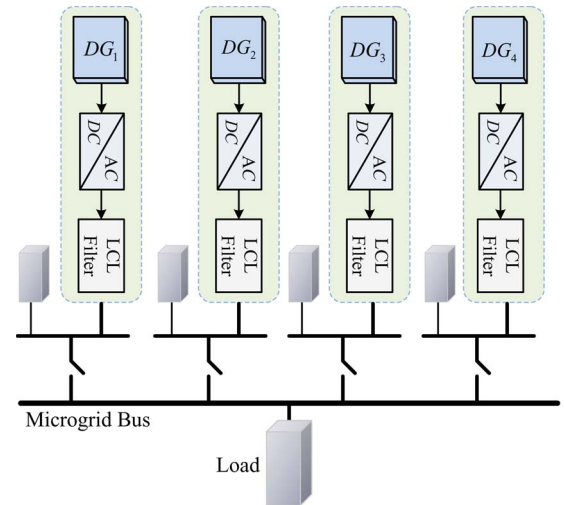 DG1 DG2 DG3 DG4
DC AC DC AC DC AC DC AC
LCL Filter LCL Filter LCL Filter LCL Filter
Microgrid Bus
Load